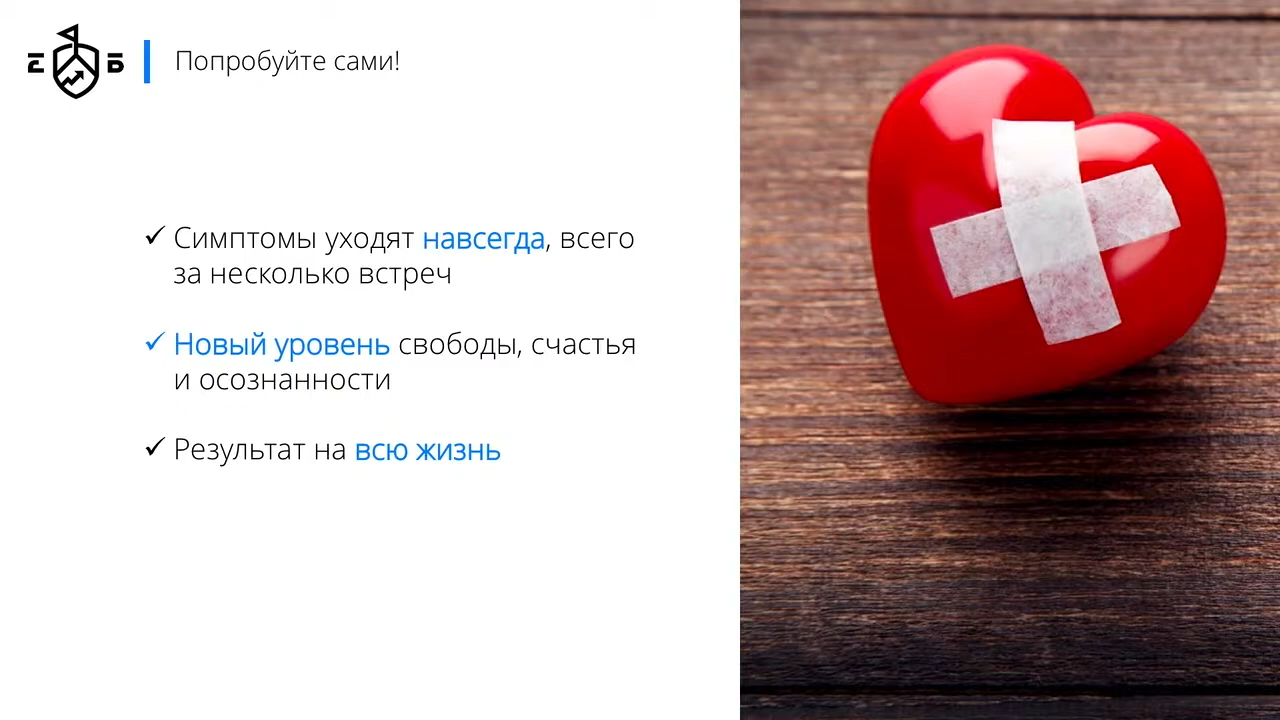 Е Б
Попробуйте сами!
Симптомы уходят навсегда, всего
за несколько встреч
Новый уровень свободы, счастья
и осознанности
Результат на всю жизнь